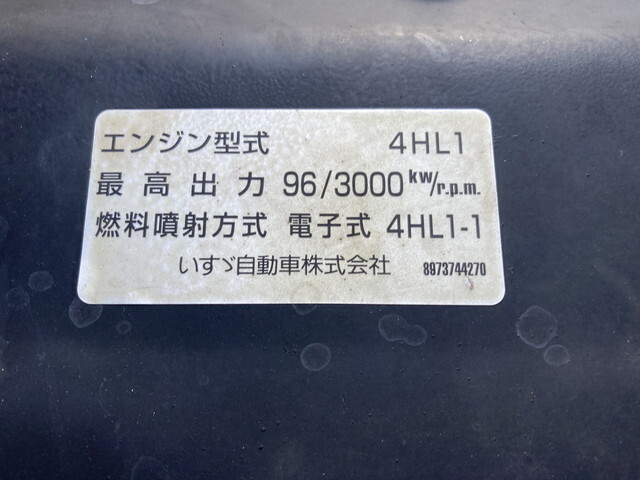 エンジン型式 4HL1
最高出力 96/3000 kw/r.p.m.
燃料噴射方式 電子式 4HL1-1
いすゞ自動車株式会社 8973744270